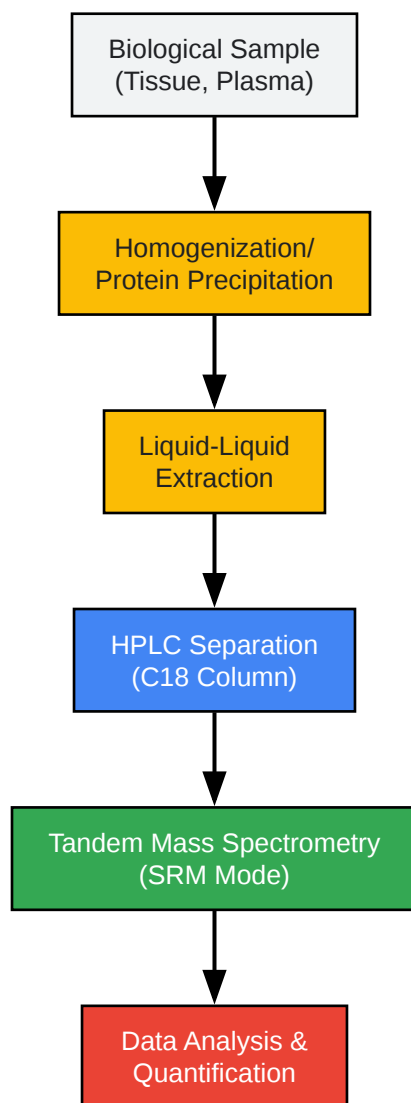 Biological Sample
(Tissue, Plasma)
Homogenization/
Protein Precipitation
Liquid-Liquid
Extraction
HPLC Separation
(C18 Column)
Tandem Mass Spectrometry
(SRM Mode)
Data Analysis &
Quantification